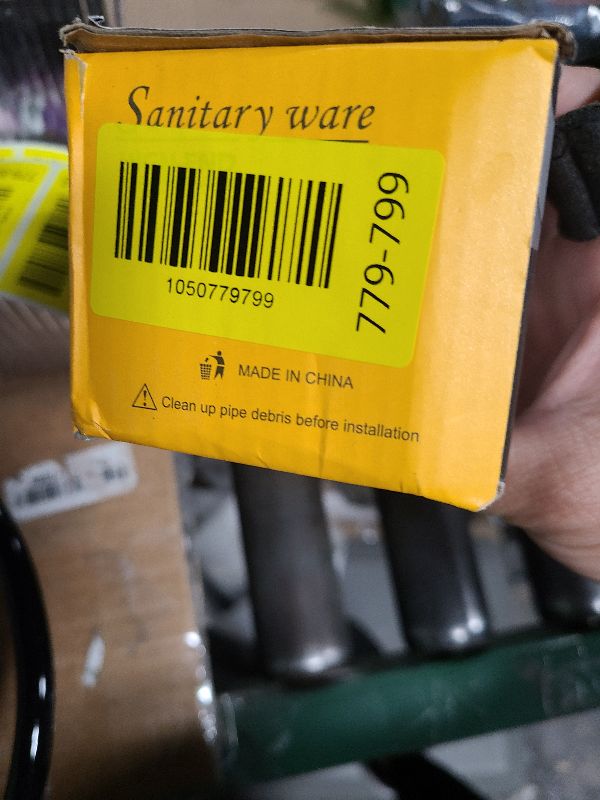 Sanitary ware
1050779799
779-799
MADE IN CHINA
Clean up pipe debris before installation